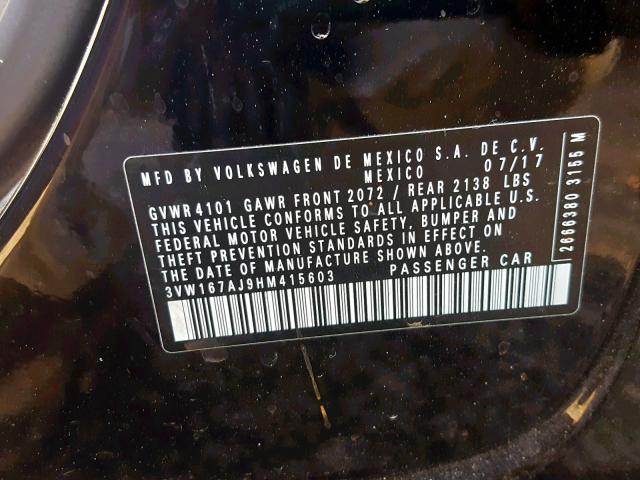 MFD BY VOLKSWAGEN DE MEXICO S.A. DE C.V.
MEXICO 07/17
GVWR 4101 GAWR FRONT 2072 / REAR 2138 LBS
THIS VEHICLE CONFORMS TO ALL APPLICABLE U.S.
FEDERAL MOTOR VEHICLE SAFETY, BUMPER AND
THEFT PREVENTION STANDARDS IN EFFECT ON
THE DATE OF MANUFACTURE SHOWN ABOVE.
3VW167AJ9HM415603 PASSENGER CAR
2666380 3155 M